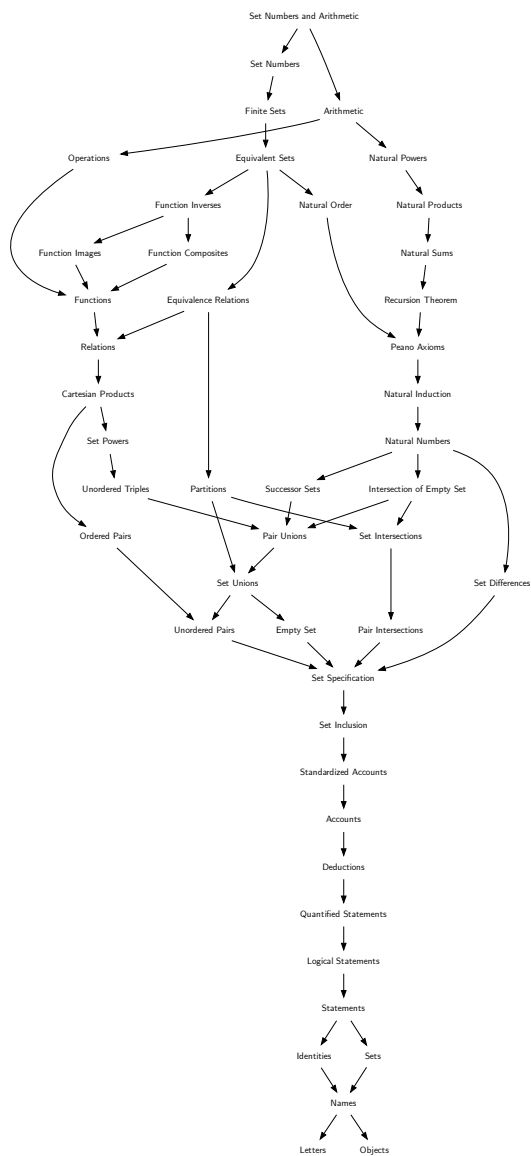 Set Numbers and Arithmetic
Set Numbers
Finite Sets
Arithmetic
Operations
Equivalent Sets
Natural Powers
Function Inverses
Natural Order
Natural Products
Function Images
Function Composites
Natural Sums
Functions
Equivalence Relations
Recursion Theorem
Relations
Peano Axioms
Cartesian Products
Natural Induction
Set Powers
Natural Numbers
Unordered Triples
Partitions
Successor Sets
Intersection of Empty Set
Ordered Pairs
Pair Unions
Set Intersections
Set Unions
Set Differences
Unordered Pairs
Empty Set
Pair Intersections
Set Specification
Set Inclusion
Standardized Accounts
Accounts
Deductions
Quantified Statements
Logical Statements
Statements
Identities
Sets
Names
Letters
Objects